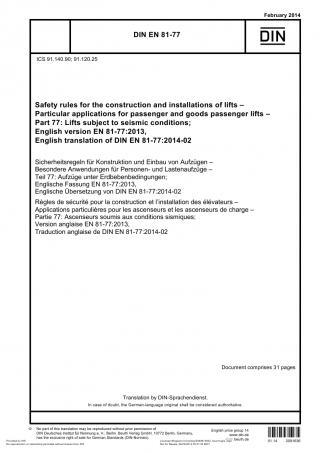 February 2014
DIN EN 81-77
DIN
ICS 91.140.90; 91.120.25
Safety rules for the construction and installations of lifts –
Particular applications for passenger and goods passenger lifts –
Part 77: Lifts subject to seismic conditions;
English version EN 81-77:2013,
English translation of DIN EN 81-77:2014-02
Sicherheitsregeln für Konstruktion und Einbau von Aufzügen –
Besondere Anwendungen für Personen- und Lastenaufzüge –
Teil 77: Aufzüge unter Erdbebenbedingungen;
Englische Fassung EN 81-77:2013,
Englische Übersetzung von DIN EN 81-77:2014-02
Règles de sécurité pour la construction et l'installation des élévateurs –
Applications particulières pour les ascenseurs et les ascenseurs de charge –
Partie 77: Ascenseurs soumis aux conditions sismiques;
Version anglaise EN 81-77:2013,
Traduction anglaise de DIN EN 81-77:2014-02
Document comprises 31 pages
Translation by DIN-Sprachendienst.
In case of doubt, the German-language original shall be considered authoritative.
© No part of this translation may be reproduced without prior permission of
DIN Deutsches Institut für Normung e. V., Berlin. Beuth Verlag GmbH, 10772 Berlin, Germany,
has the exclusive right of sale for German Standards (DIN-Normen).
English price group 14
www.din.de